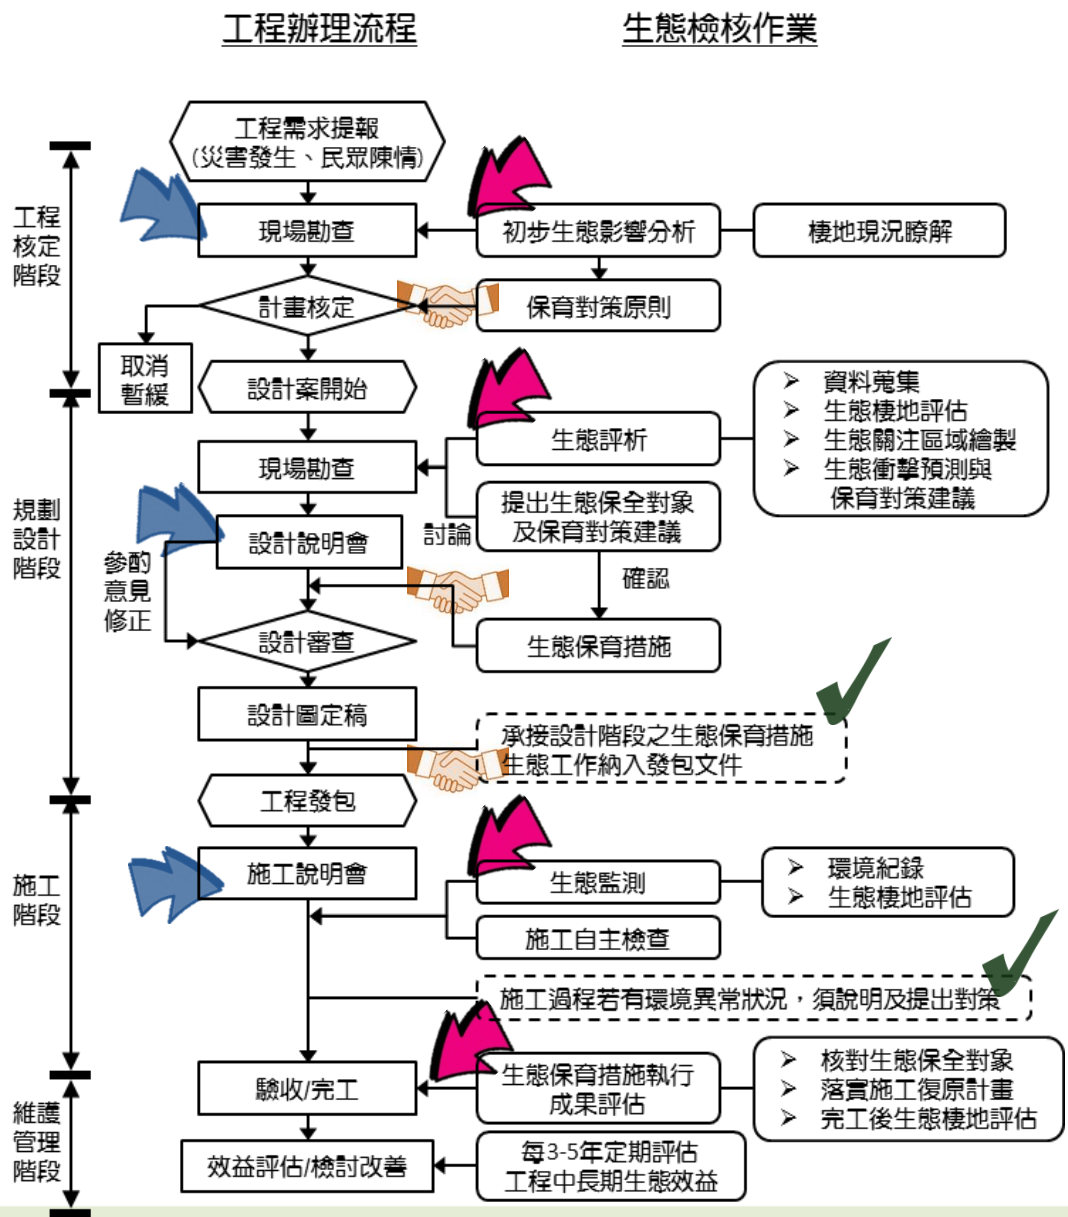 工程辦理流程
生態檢核作業
工程需求提報
(災害發生、民眾陳情)
工程
核定
階段
現場勘查
初步生態影響分析
棲地現況瞭解
計畫核定
保育對策原則
取消
暫緩
設計案開始
生態評析
➢ 資料蒐集
➢ 生態棲地評估
➢ 生態關注區域繪製
➢ 生態衝擊預測與
保育對策建議
現場勘查
規劃
設計
階段
提出生態保全對象
及保育對策建議
討論
設計說明會
參酌
意見
修正
確認
設計審查
生態保育措施
設計圖定稿
承接設計階段之生態保育措施
生態工作納入發包文件
工程發包
施工
階段
施工說明會
生態監測
➢ 環境紀錄
➢ 生態棲地評估
施工自主檢查
施工過程若有環境異常狀況，須說明及提出對策
維護
管理
階段
驗收/完工
生態保育措施執行
成果評估
➢ 核對生態保全對象
➢ 落實施工復原計畫
➢ 完工後生態棲地評估
效益評估/檢討改善
每3-5年定期評估
工程中長期生態效益